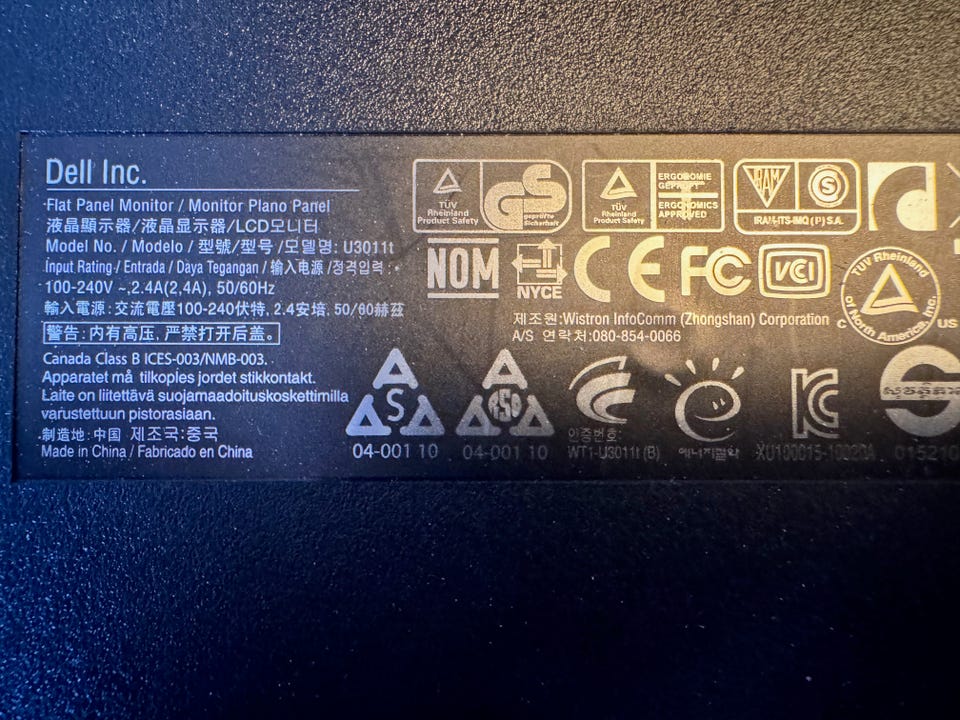 Dell Inc.
Flat Panel Monitor / Monitor Plano Panel
液晶顯示器/液晶显示器/LCD모니터
Model No. / Modelo / 型號/型号 /모델명: U3011t
Input Rating / Entrada / Daya Tegangan / 输入电源 /정격입력 :
100-240V ~,2.4A(2,4A), 50/60Hz
輸入電源: 交流電壓100-240伏特, 2.4安培, 50/60赫茲
警告: 内有高压, 严禁打开后盖。
Canada Class B ICES-003/NMB-003.
Apparatet må tilkoples jordet stikkontakt.
Laite on liitettävä suojamaadoituskoskettimilla
varustettuun pistorasiaan.
制造地: 中国 제조국:중국
Made in China / Fabricado en China
TÜV Rheinland Product Safety
GS geprüfte Sicherheit
TÜV Rheinland Product Safety
ERGONOMIE GEPRÜFT
ERGONOMICS APPROVED
IRAM S
IRAM-ITS-IMQ (P) S.A.
NOM NYCE CE FC VCI
TÜV Rheinland of North America, Inc.
C US
제조원:Wistron InfoComm (Zhongshan) Corporation
A/S 연락처:080-854-0066
S
04-001 10
ASO
04-001 10
인증번호:
WT1-U3011t (B)
e
에너지절약
KC
XU100015-10020A
015210